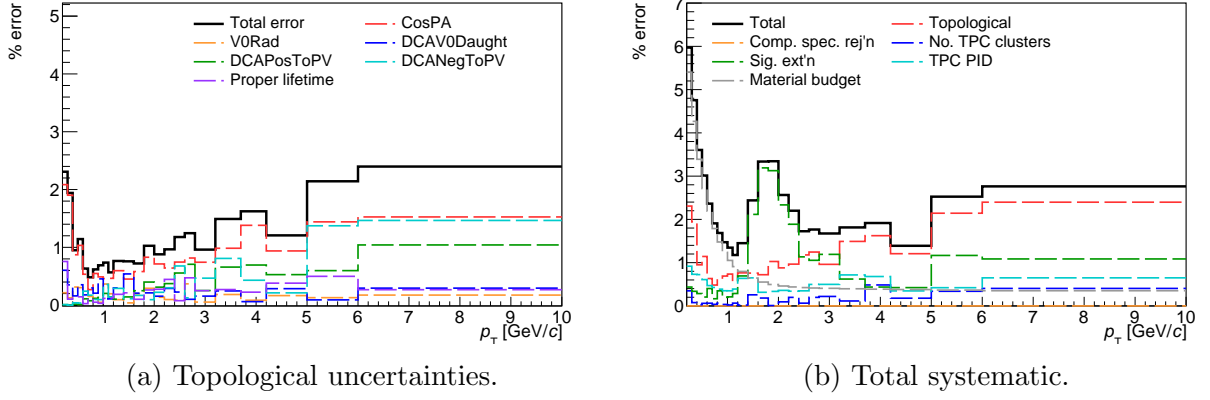 % error
5
4
3
2
1
0
Total error
CosPA
V0Rad
DCAV0Daught
DCAPosToPV
DCANegToPV
Proper lifetime
1 2 3 4 5 6 7 8 9 10
p_T [GeV/c]
(a) Topological uncertainties.
% error
7
6
5
4
3
2
1
0
Total
Topological
Comp. spec. rej'n
No. TPC clusters
Sig. ext'n
TPC PID
Material budget
1 2 3 4 5 6 7 8 9 10
p_T [GeV/c]
(b) Total systematic.